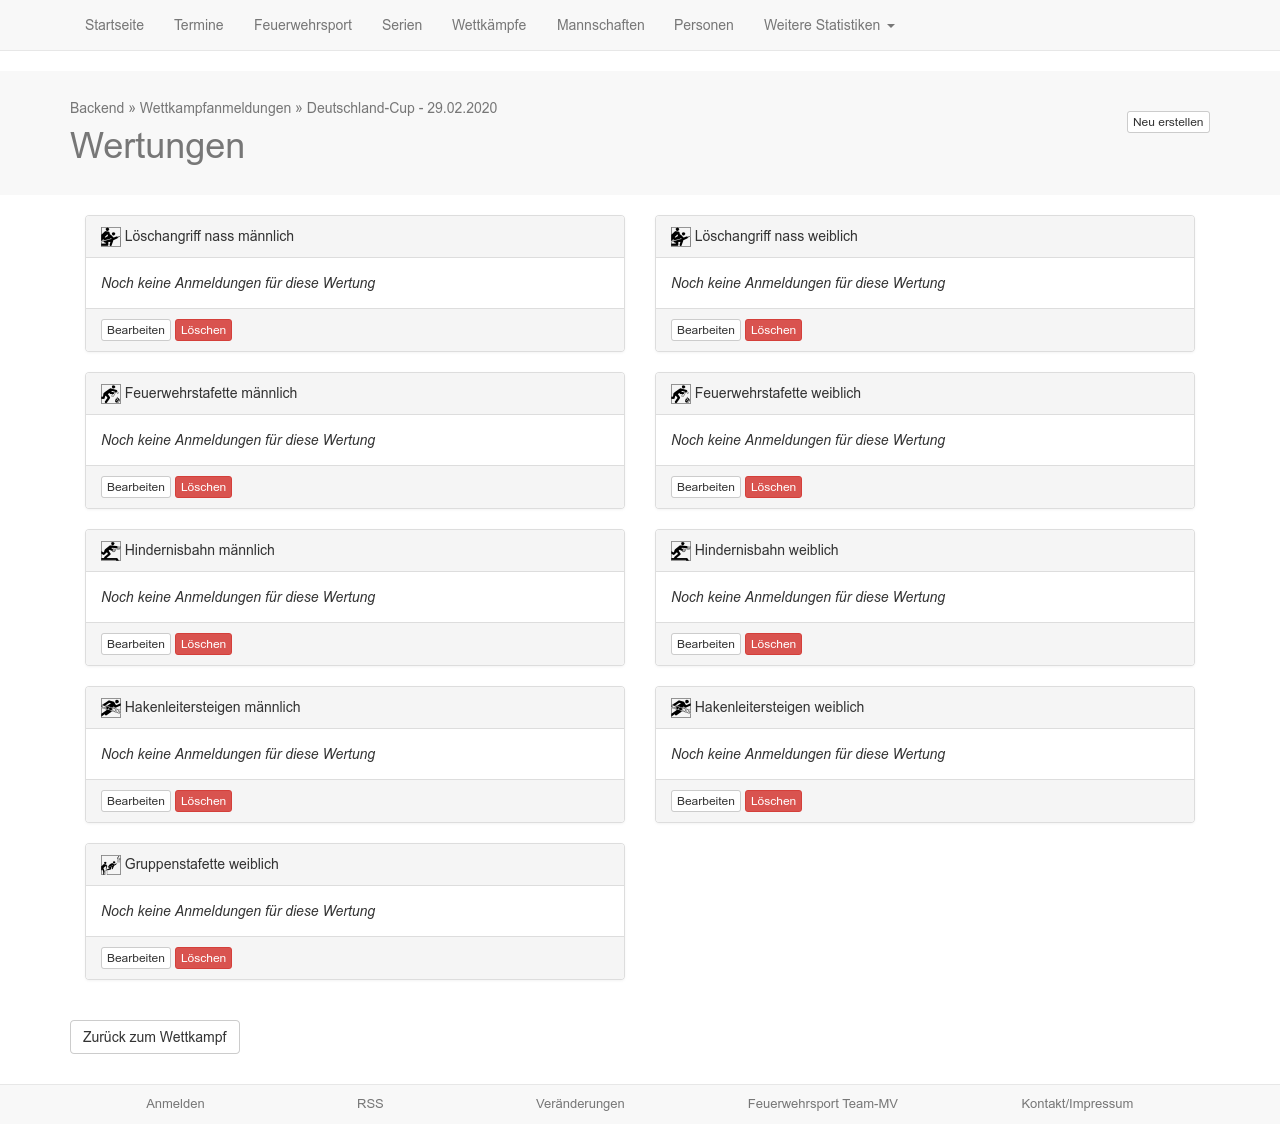 Startseite Termine Feuerwehrsport Serien Wettkämpfe Mannschaften Personen Weitere Statistiken
Backend » Wettkampfanmeldungen » Deutschland-Cup - 29.02.2020
Wertungen
Neu erstellen
Löschangriff nass männlich
Noch keine Anmeldungen für diese Wertung
Bearbeiten Löschen
Löschangriff nass weiblich
Noch keine Anmeldungen für diese Wertung
Bearbeiten Löschen
Feuerwehrstafette männlich
Noch keine Anmeldungen für diese Wertung
Bearbeiten Löschen
Feuerwehrstafette weiblich
Noch keine Anmeldungen für diese Wertung
Bearbeiten Löschen
Hindernisbahn männlich
Noch keine Anmeldungen für diese Wertung
Bearbeiten Löschen
Hindernisbahn weiblich
Noch keine Anmeldungen für diese Wertung
Bearbeiten Löschen
Hakenleitersteigen männlich
Noch keine Anmeldungen für diese Wertung
Bearbeiten Löschen
Hakenleitersteigen weiblich
Noch keine Anmeldungen für diese Wertung
Bearbeiten Löschen
Gruppenstafette weiblich
Noch keine Anmeldungen für diese Wertung
Bearbeiten Löschen
Zurück zum Wettkampf
Anmelden RSS Veränderungen Feuerwehrsport Team-MV Kontakt/Impressum